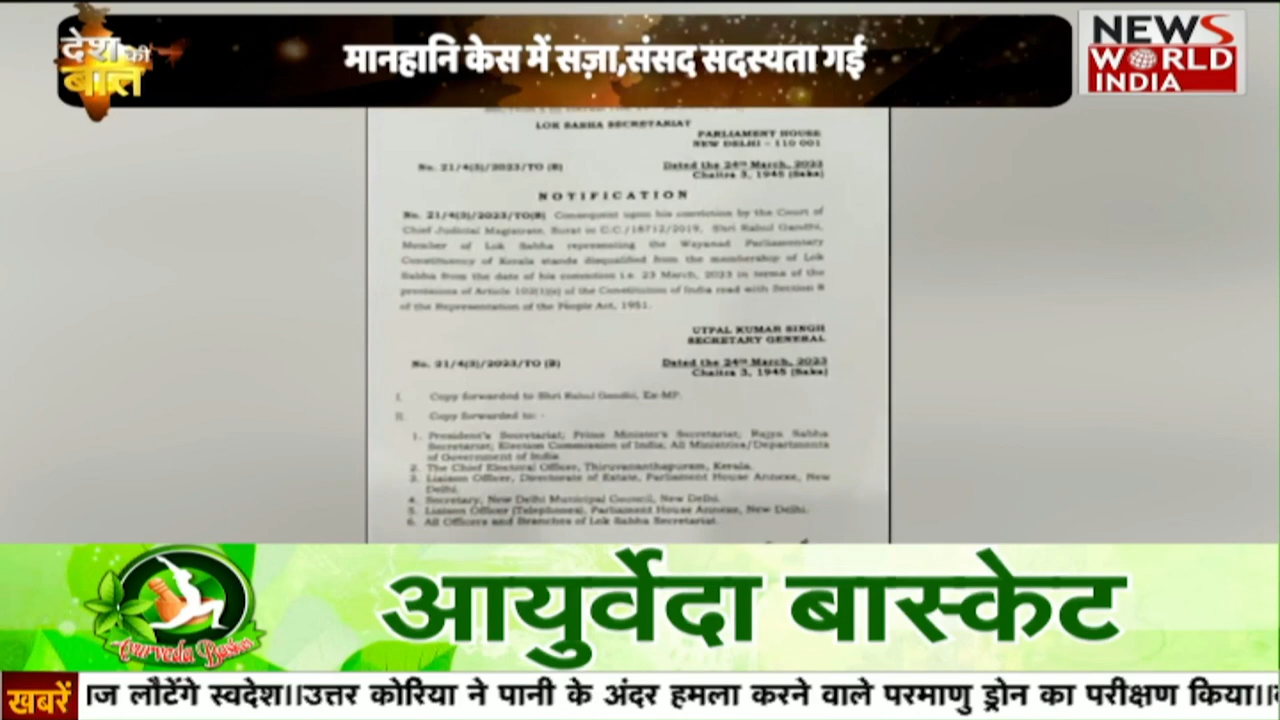 देश की
बात
मानहानि केस में सज़ा,संसद सदस्यता गई
NEWS
WORLD
INDIA
LOK SABHA SECRETARIAT
PARLIAMENT HOUSE
NEW DELHI - 110 001
No. 21/4(3)/2023/TO (B)
Dated the 24th March, 2023
Chaitra 3, 1945 (Saka)
NOTIFICATION
No. 21/4(3)/2023/TO(B) Consequent upon his conviction by the Court of
Chief Judicial Magistrate, Surat in C.C./18712/2019, Shri Rahul Gandhi,
Member of Lok Sabha representing the Wayanad Parliamentary
Constituency of Kerala stands disqualified from the membership of Lok
Sabha from the date of his conviction i.e. 23 March, 2023 in terms of the
provisions of Article 102(1)(e) of the Constitution of India read with Section 8
of the Representation of the People Act, 1951.
UTPAL KUMAR SINGH
SECRETARY GENERAL
No. 21/4(3)/2023/TO (B)
Dated the 24th March, 2023
Chaitra 3, 1945 (Saka)
I. Copy forwarded to Shri Rahul Gandhi, Ex-MP.
II. Copy forwarded to: -
1. President's Secretariat, Prime Minister's Secretariat, Rajya Sabha
Secretariat, Election Commission of India, All Ministries/Departments
of Government of India.
2. The Chief Electoral Officer, Thiruvananthapuram, Kerala.
3. Liaison Officer, Directorate of Estate, Parliament House Annexe, New
Delhi.
4. Secretary, New Delhi Municipal Council, New Delhi.
5. Liaison Officer (Telephones), Parliament House Annexe, New Delhi.
6. All Officers and Branches of Lok Sabha Secretariat.
आयुर्वेदा बास्केट
Ayurveda Basket
खबरें
लौटेंगे स्वदेश।।उत्तर कोरिया ने पानी के अंदर हमला करने वाले परमाणु ड्रोन का परीक्षण किया।।